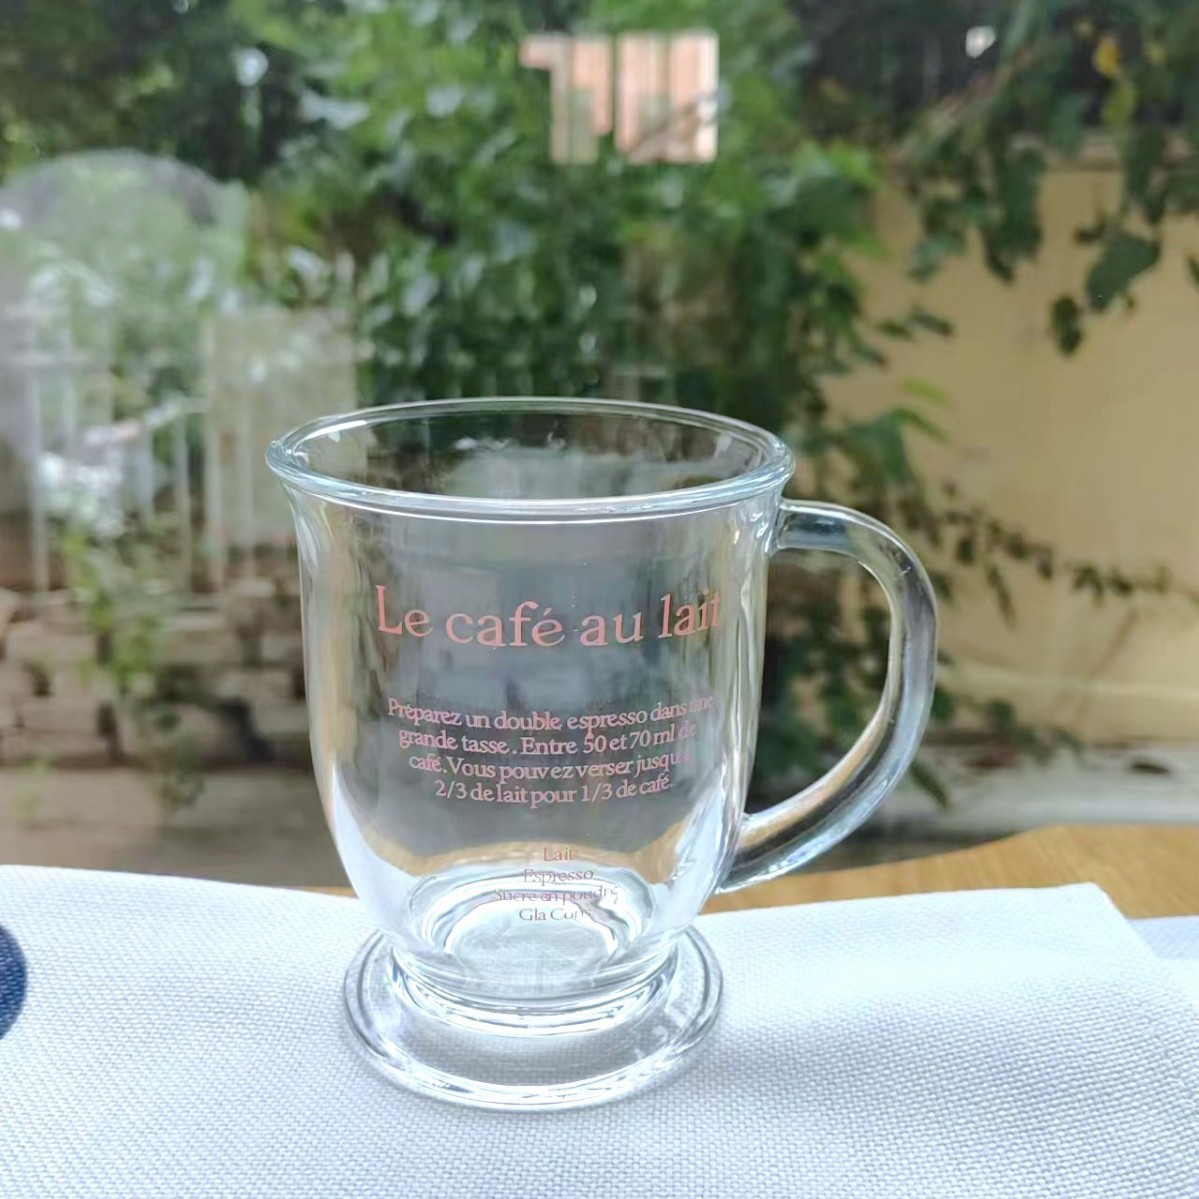 Le café au lait
Préparez un double espresso dans une
grande tasse. Entre 50 et 70 ml de
café. Vous pouvez verser jusqu'à
2/3 de lait pour 1/3 de café.
Lait
Espresso
Sucre en poudre
Gla Cons